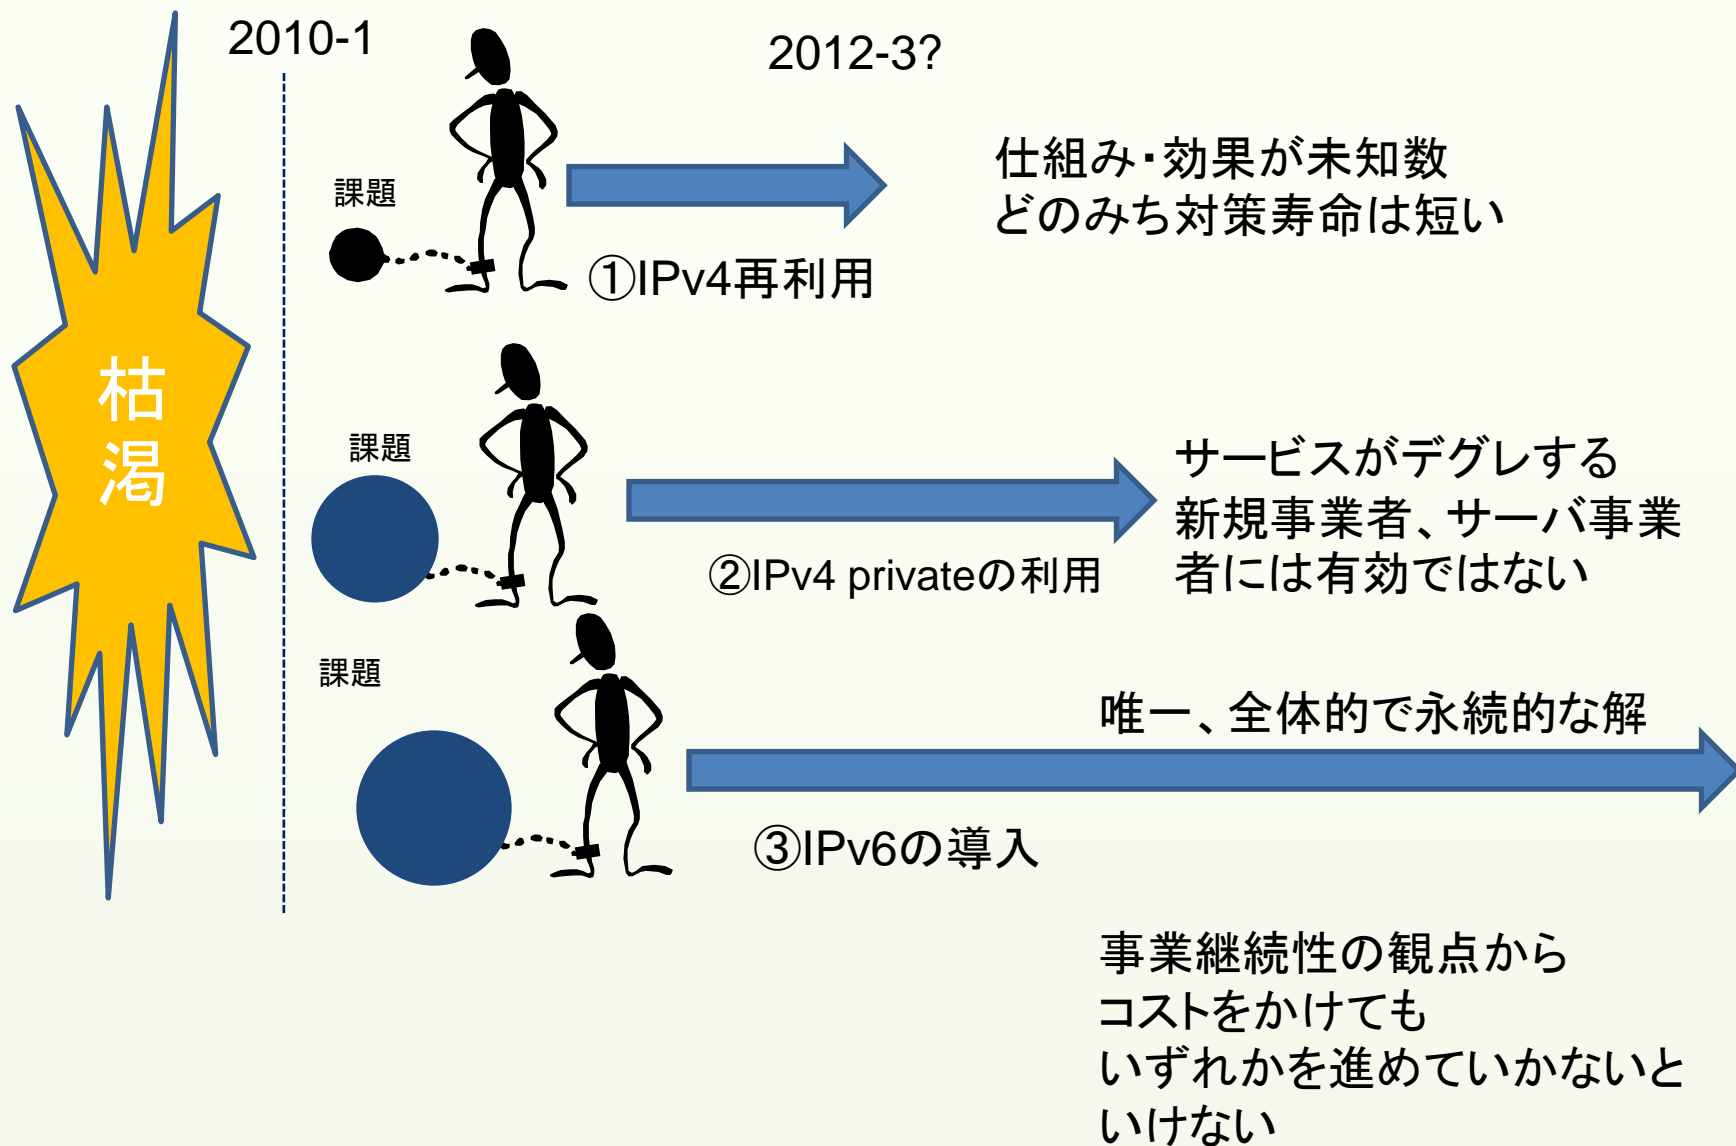 2010-1
2012-3?
枯
渇
課題
仕組み・効果が未知数
どのみち対策寿命は短い
①IPv4再利用
課題
サービスがデグレする
新規事業者、サーバ事業
者には有効ではない
②IPv4 privateの利用
課題
唯一、全体的で永続的な解
③IPv6の導入
事業継続性の観点から
コストをかけても
いずれかを進めていかないと
いけない